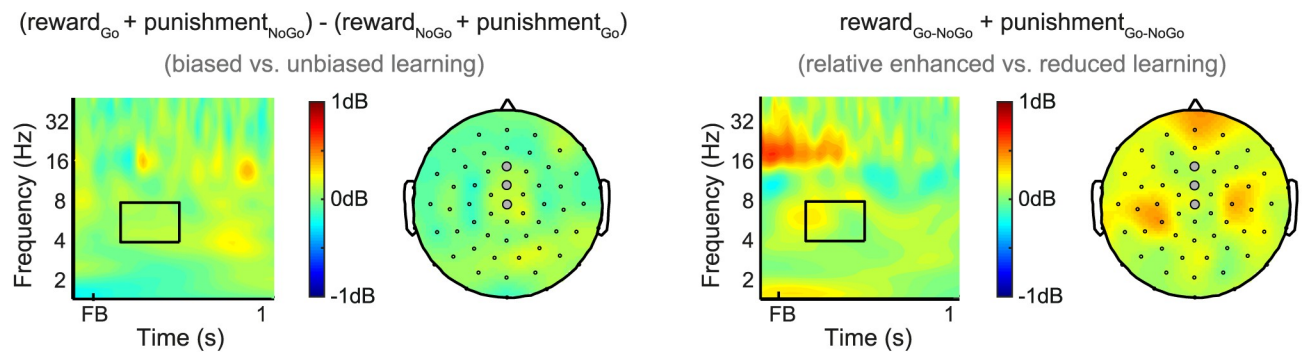 (reward_Go + punishment_NoGo) - (reward_NoGo + punishment_Go)
(biased vs. unbiased learning)
Frequency (Hz)
32
16
8
4
2
FB
1
Time (s)
1dB
0dB
-1dB
reward_Go-NoGo + punishment_Go-NoGo
(relative enhanced vs. reduced learning)
Frequency (Hz)
32
16
8
4
2
FB
1
Time (s)
1dB
0dB
-1dB